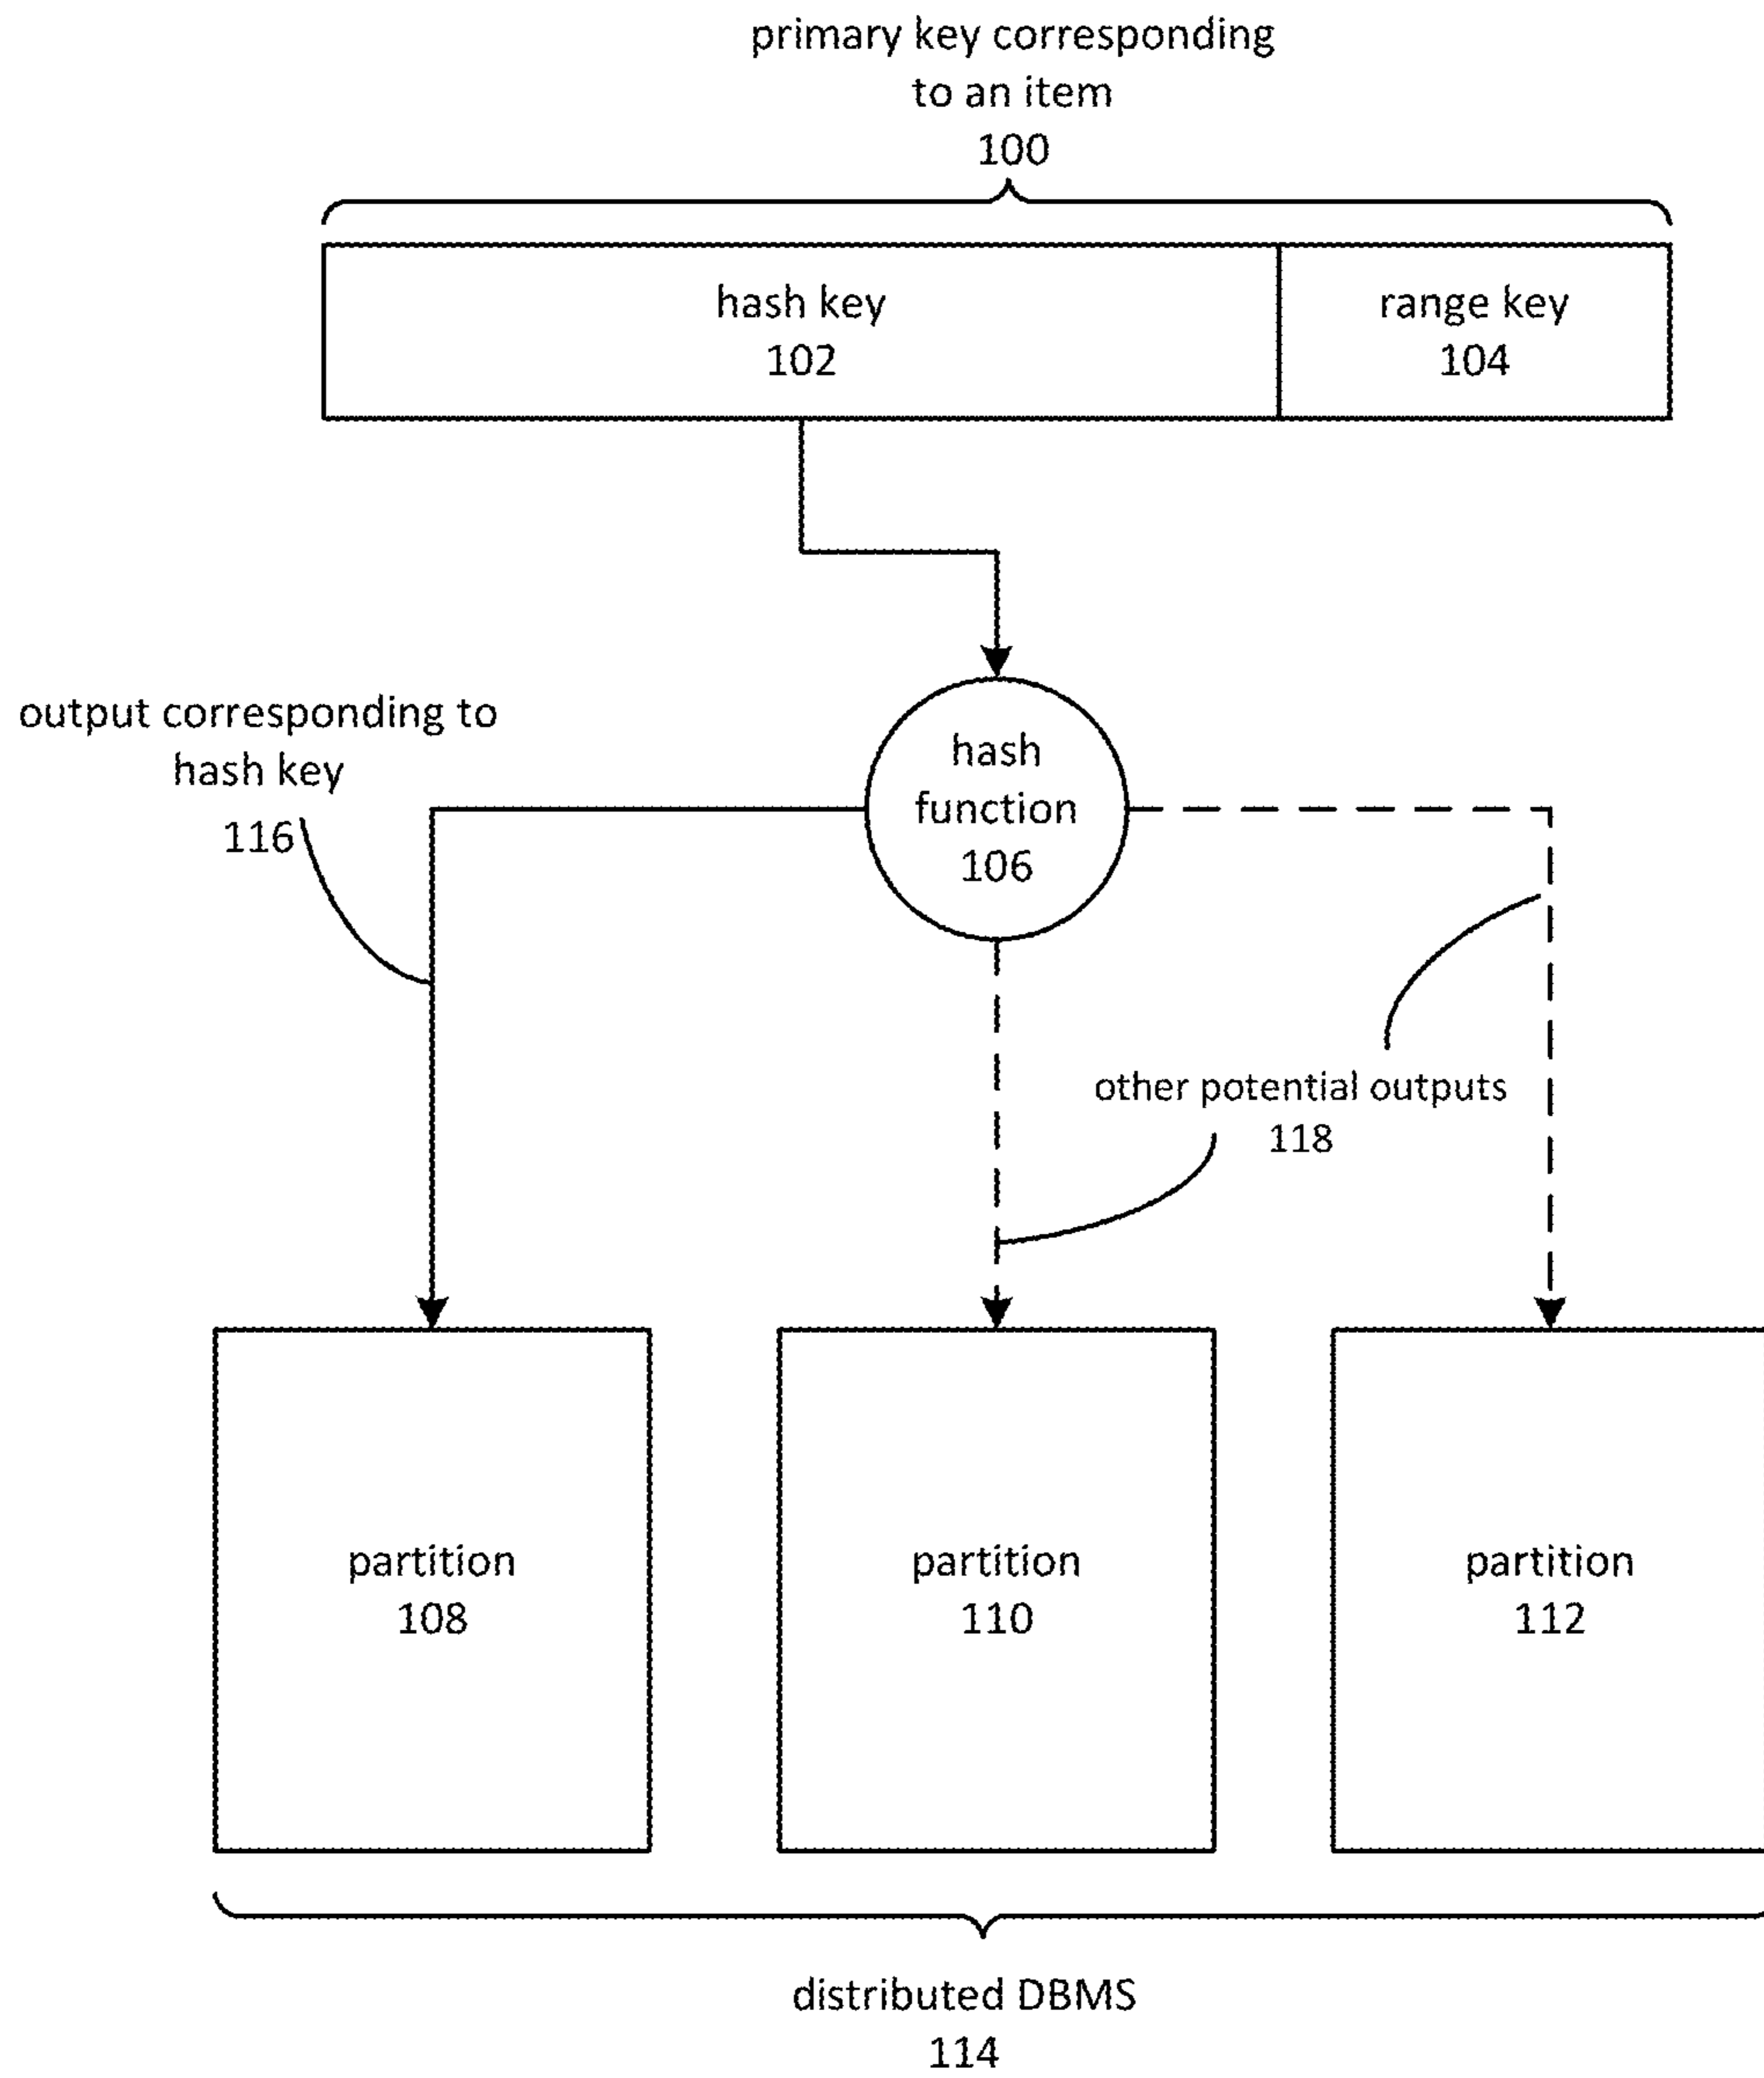 primary key corresponding
to an item
100
hash key
102
range key
104
output corresponding to
hash key
116
hash
function
106
other potential outputs
118
partition
108
partition
110
partition
112
distributed DBMS
114